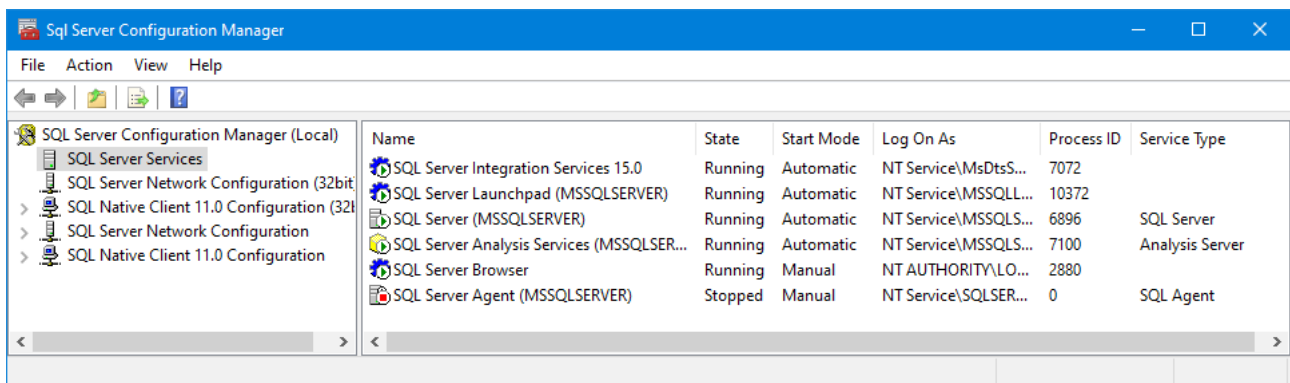 Sql Server Configuration Manager
File Action View Help
SQL Server Configuration Manager (Local)
SQL Server Services
SQL Server Network Configuration (32bit
SQL Native Client 11.0 Configuration (32b
SQL Server Network Configuration
SQL Native Client 11.0 Configuration
Name State Start Mode Log On As Process ID Service Type
SQL Server Integration Services 15.0 Running Automatic NT Service\MsDtsS... 7072
SQL Server Launchpad (MSSQLSERVER) Running Automatic NT Service\MSSQLL... 10372
SQL Server (MSSQLSERVER) Running Automatic NT Service\MSSQLS... 6896 SQL Server
SQL Server Analysis Services (MSSQLSER... Running Automatic NT Service\MSSQLS... 7100 Analysis Server
SQL Server Browser Running Manual NT AUTHORITY\LO... 2880
SQL Server Agent (MSSQLSERVER) Stopped Manual NT Service\SQLSER... 0 SQL Agent